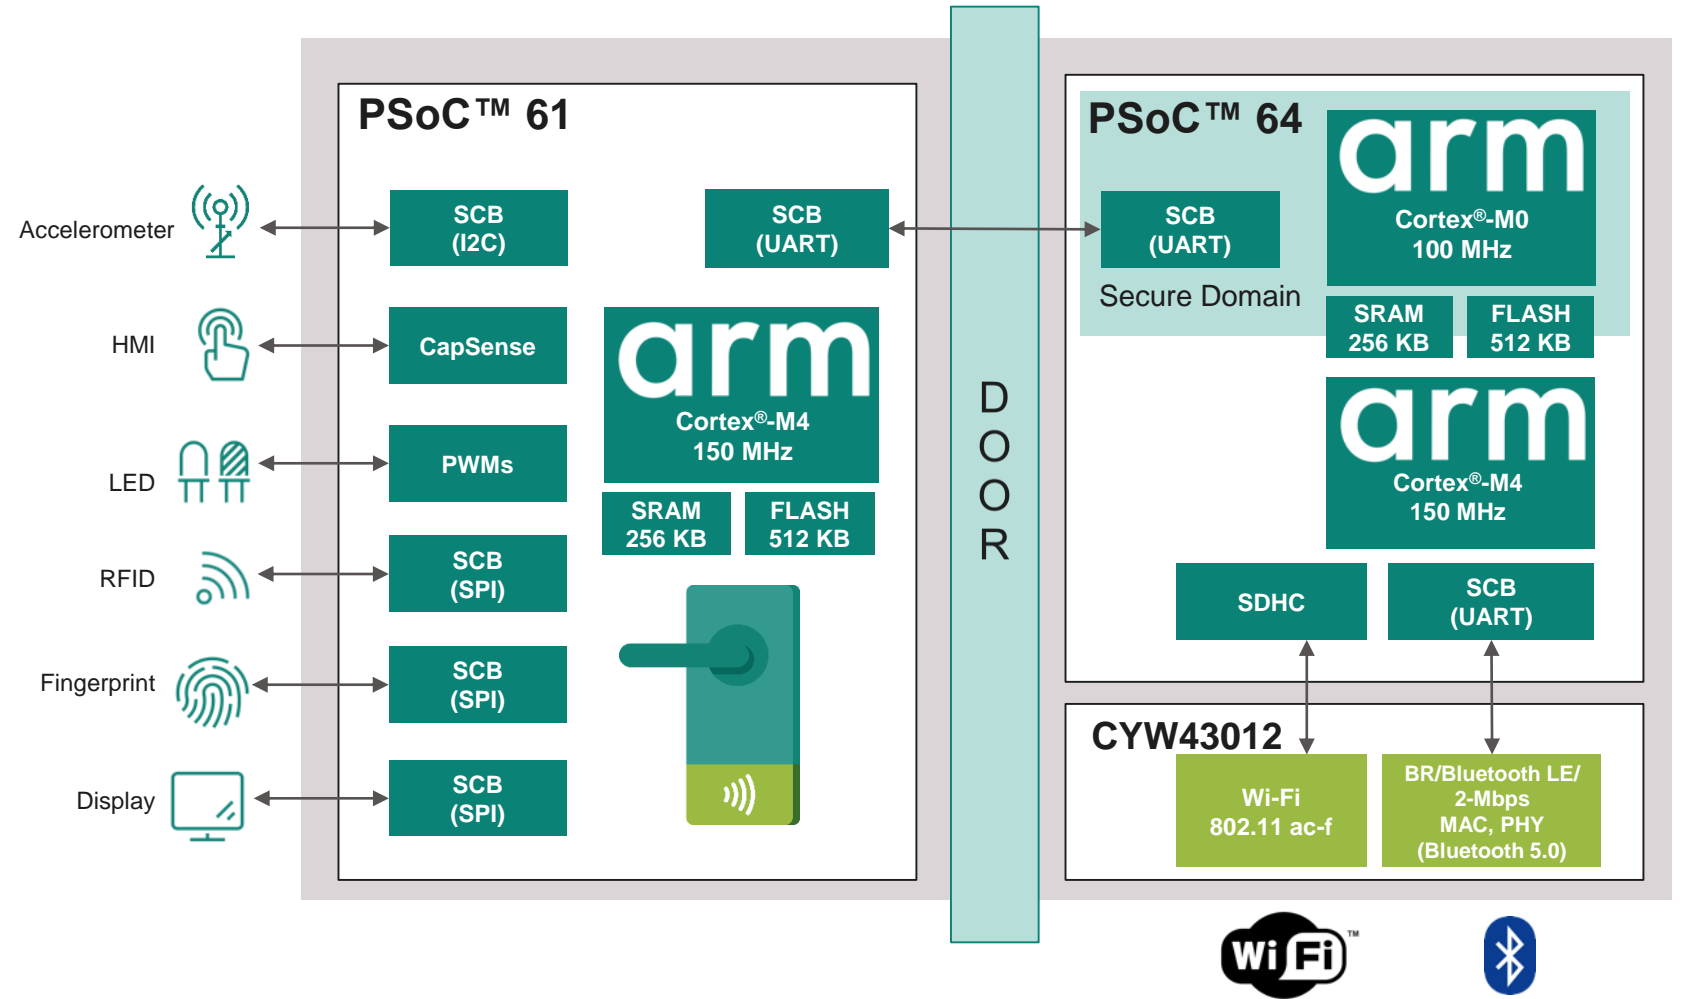 PSoC™ 61
Accelerometer
SCB
(I2C)
SCB
(UART)
HMI
CapSense
arm
Cortex®-M4
150 MHz
LED
PWMs
SRAM
256 KB
FLASH
512 KB
RFID
SCB
(SPI)
Fingerprint
SCB
(SPI)
Display
SCB
(SPI)
D
O
O
R
PSoC™ 64
arm
Cortex®-M0
100 MHz
SCB
(UART)
Secure Domain
SRAM
256 KB
FLASH
512 KB
arm
Cortex®-M4
150 MHz
SDHC
SCB
(UART)
CYW43012
Wi-Fi
802.11 ac-f
BR/Bluetooth LE/
2-Mbps
MAC, PHY
(Bluetooth 5.0)
Wi Fi™